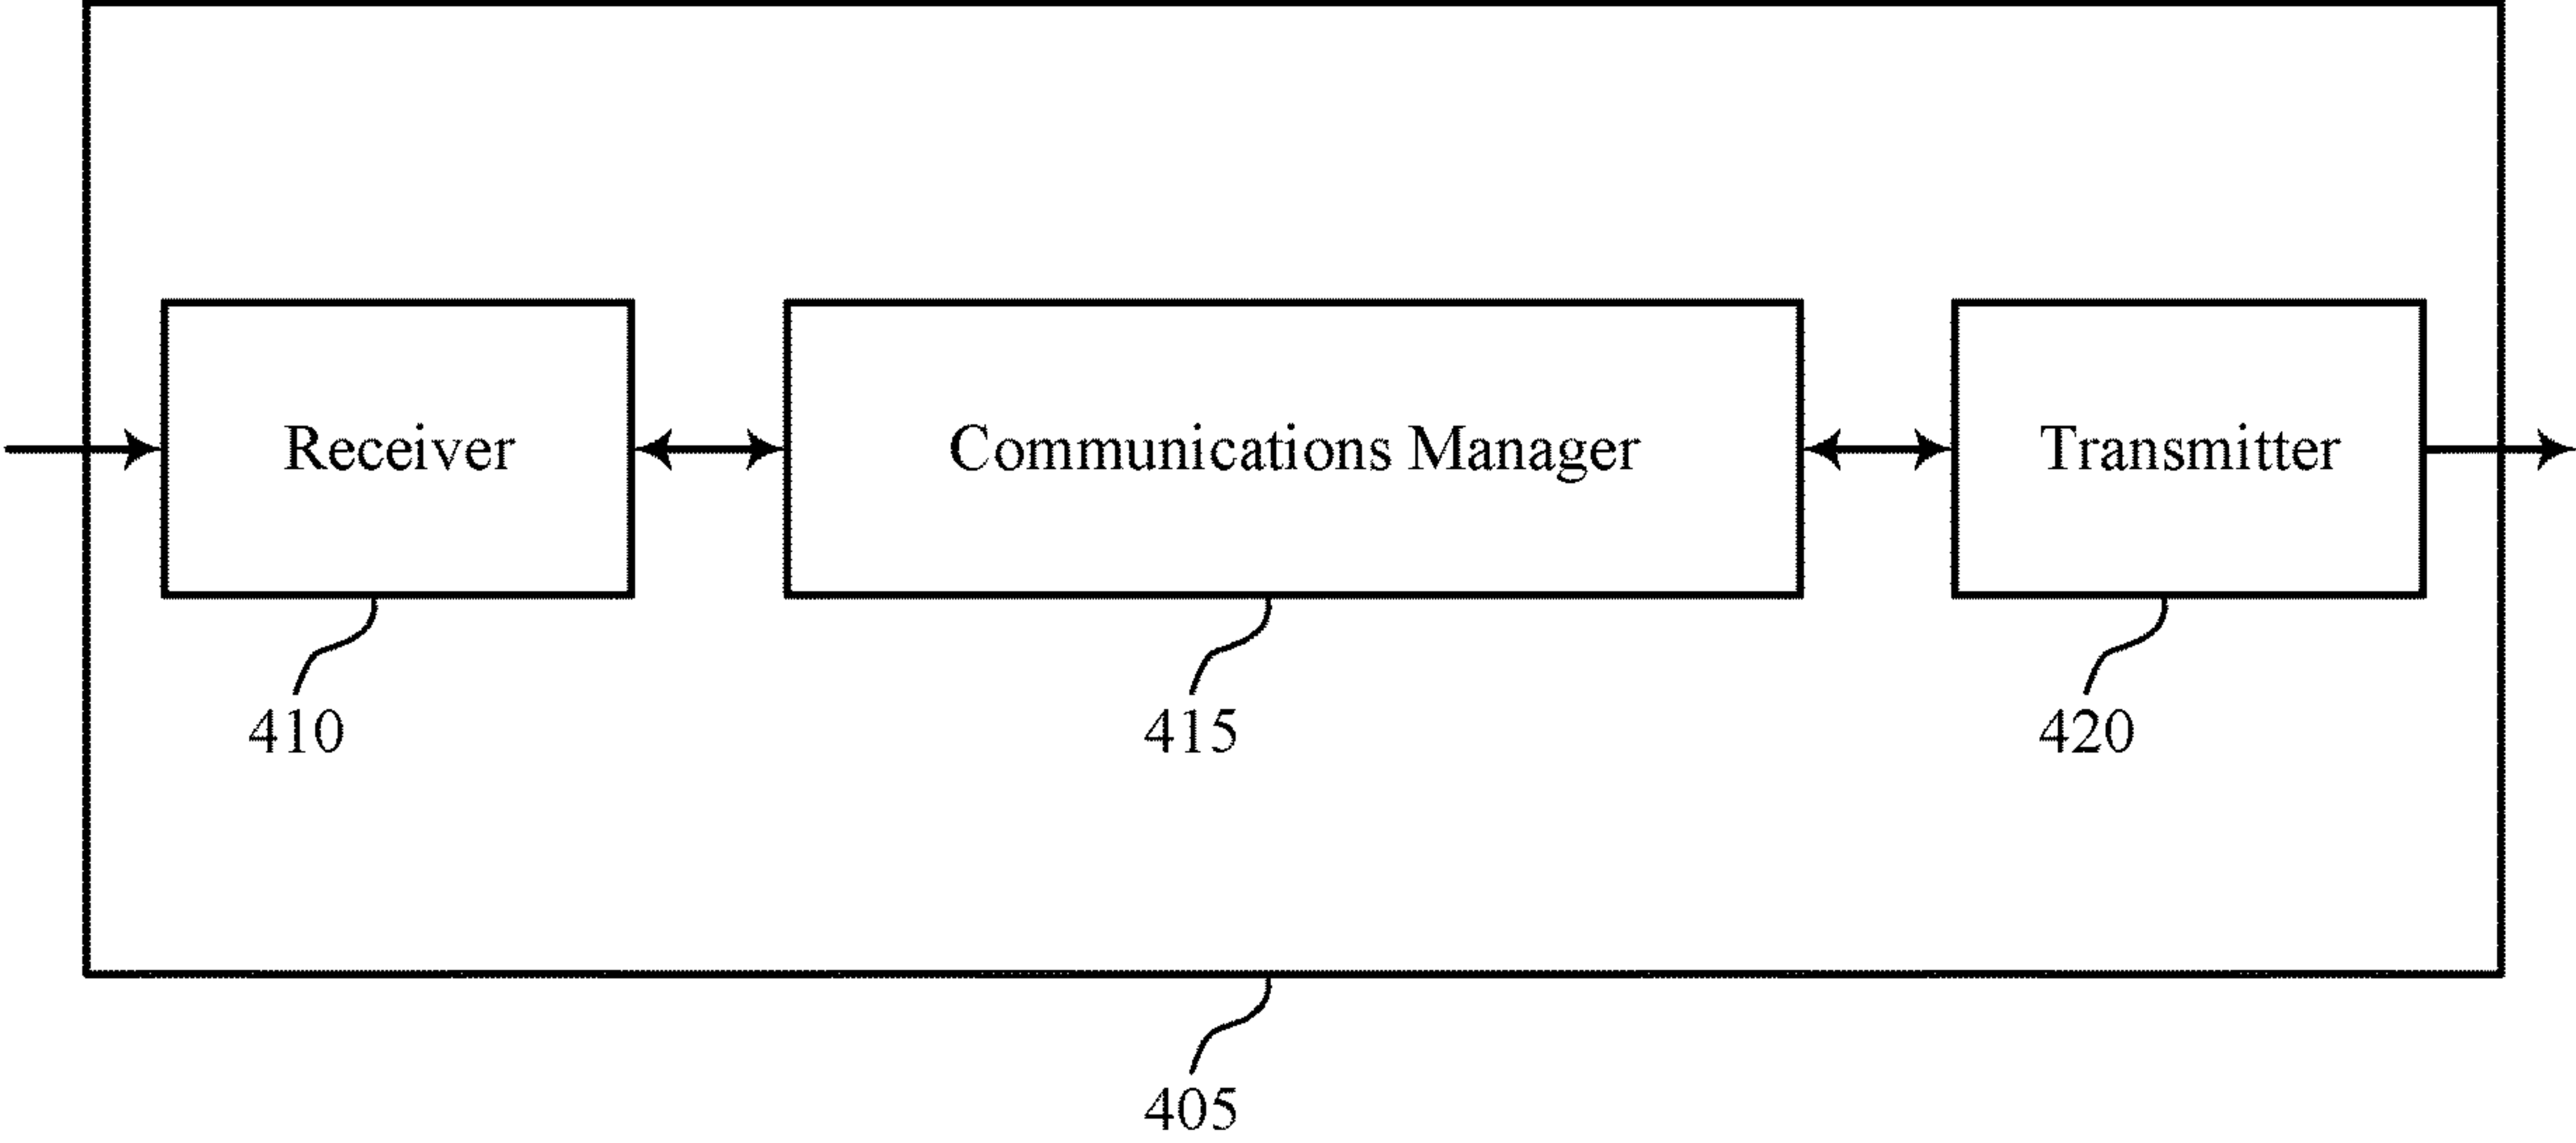 Receiver
Communications Manager
Transmitter
410
415
420
405